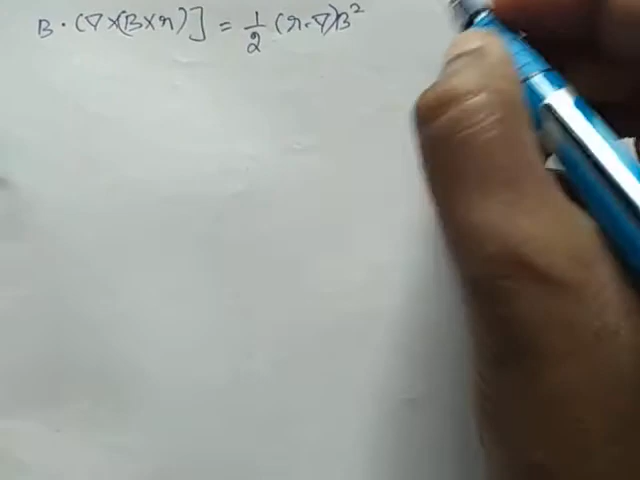 B · (∇ × (B × r)] = 1/2 (r · ∇) B²